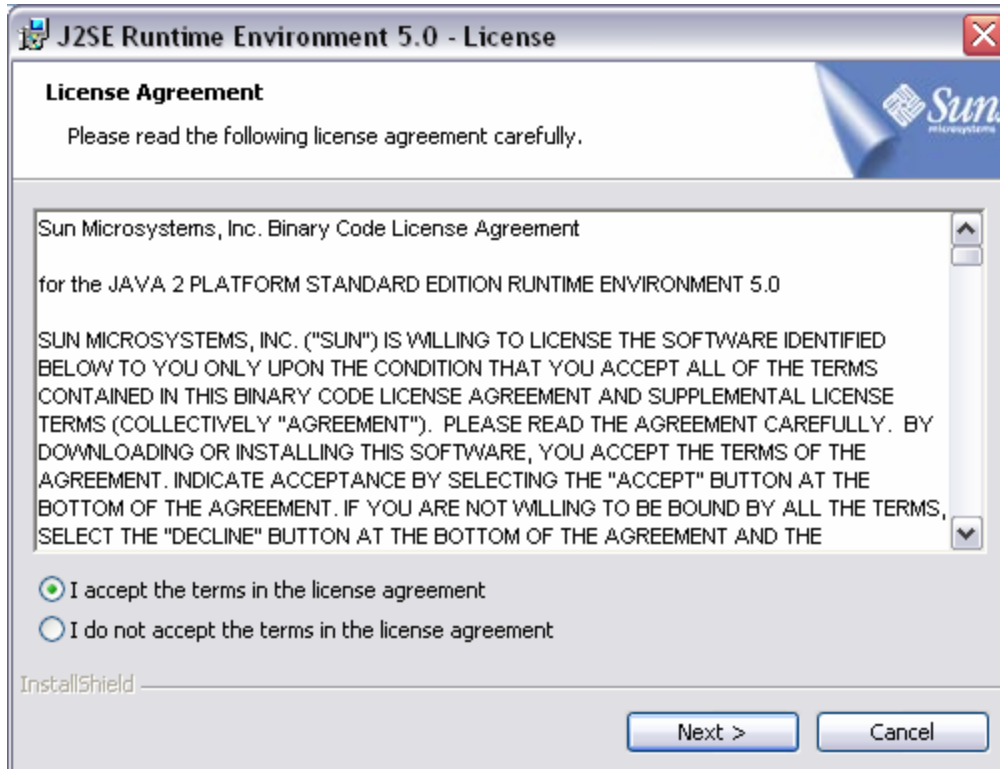 J2SE Runtime Environment 5.0 - License
License Agreement
Please read the following license agreement carefully.
Sun
microsystems
Sun Microsystems, Inc. Binary Code License Agreement
for the JAVA 2 PLATFORM STANDARD EDITION RUNTIME ENVIRONMENT 5.0
SUN MICROSYSTEMS, INC. ("SUN") IS WILLING TO LICENSE THE SOFTWARE IDENTIFIED
BELOW TO YOU ONLY UPON THE CONDITION THAT YOU ACCEPT ALL OF THE TERMS
CONTAINED IN THIS BINARY CODE LICENSE AGREEMENT AND SUPPLEMENTAL LICENSE
TERMS (COLLECTIVELY "AGREEMENT").  PLEASE READ THE AGREEMENT CAREFULLY.  BY
DOWNLOADING OR INSTALLING THIS SOFTWARE, YOU ACCEPT THE TERMS OF THE
AGREEMENT. INDICATE ACCEPTANCE BY SELECTING THE "ACCEPT" BUTTON AT THE
BOTTOM OF THE AGREEMENT. IF YOU ARE NOT WILLING TO BE BOUND BY ALL THE TERMS,
SELECT THE "DECLINE" BUTTON AT THE BOTTOM OF THE AGREEMENT AND THE
I accept the terms in the license agreement
I do not accept the terms in the license agreement
InstallShield
Next >
Cancel